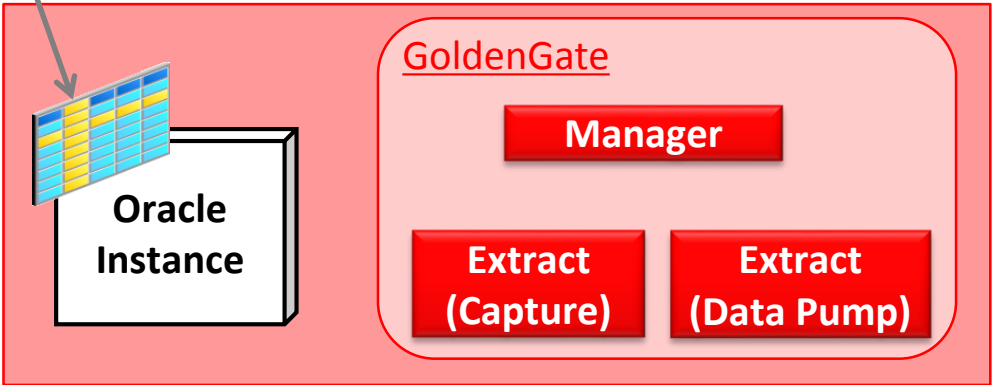 GoldenGate
Manager
Oracle
Instance
Extract
(Capture)
Extract
(Data Pump)